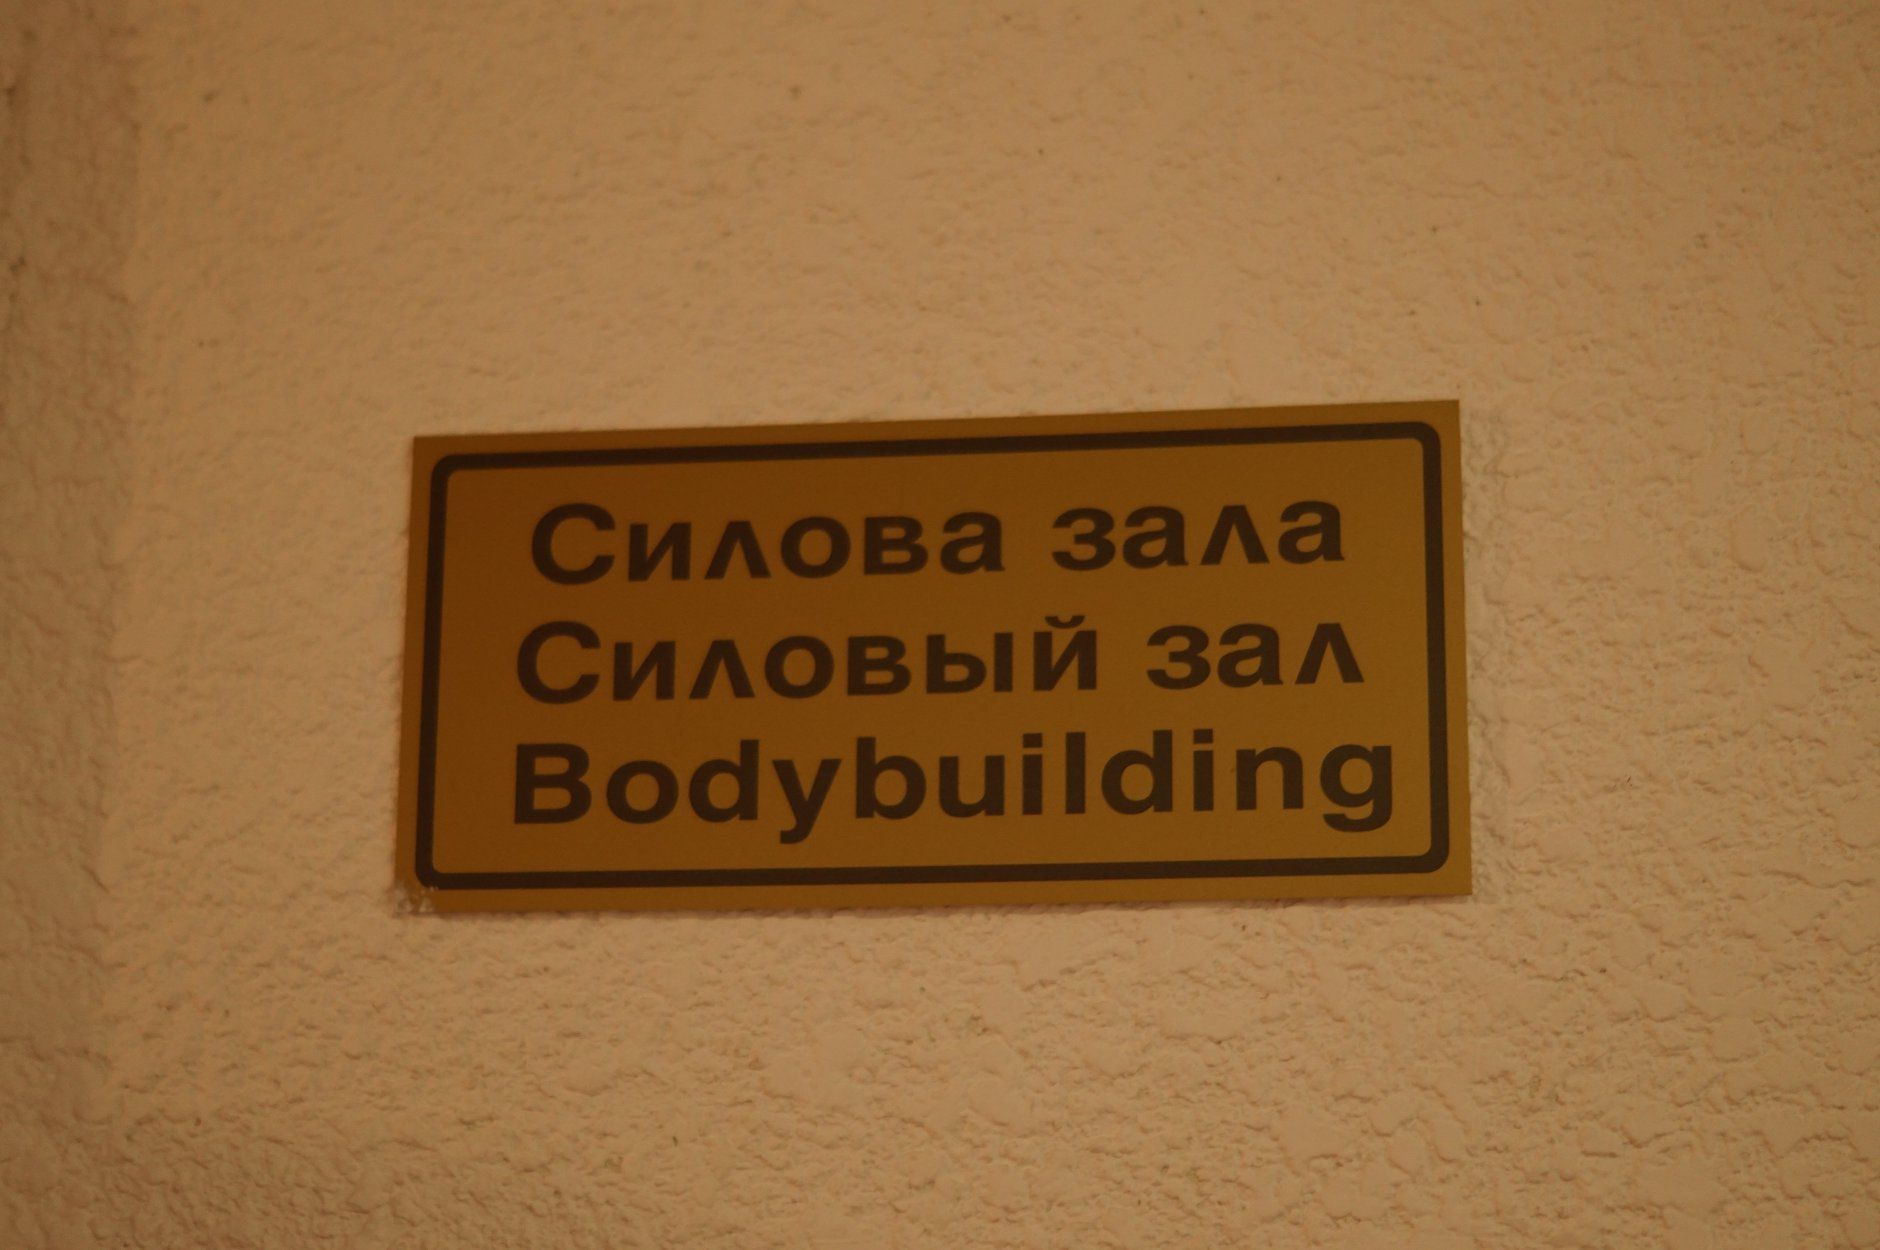 Силова зала
Силовый зал
Bodybuilding